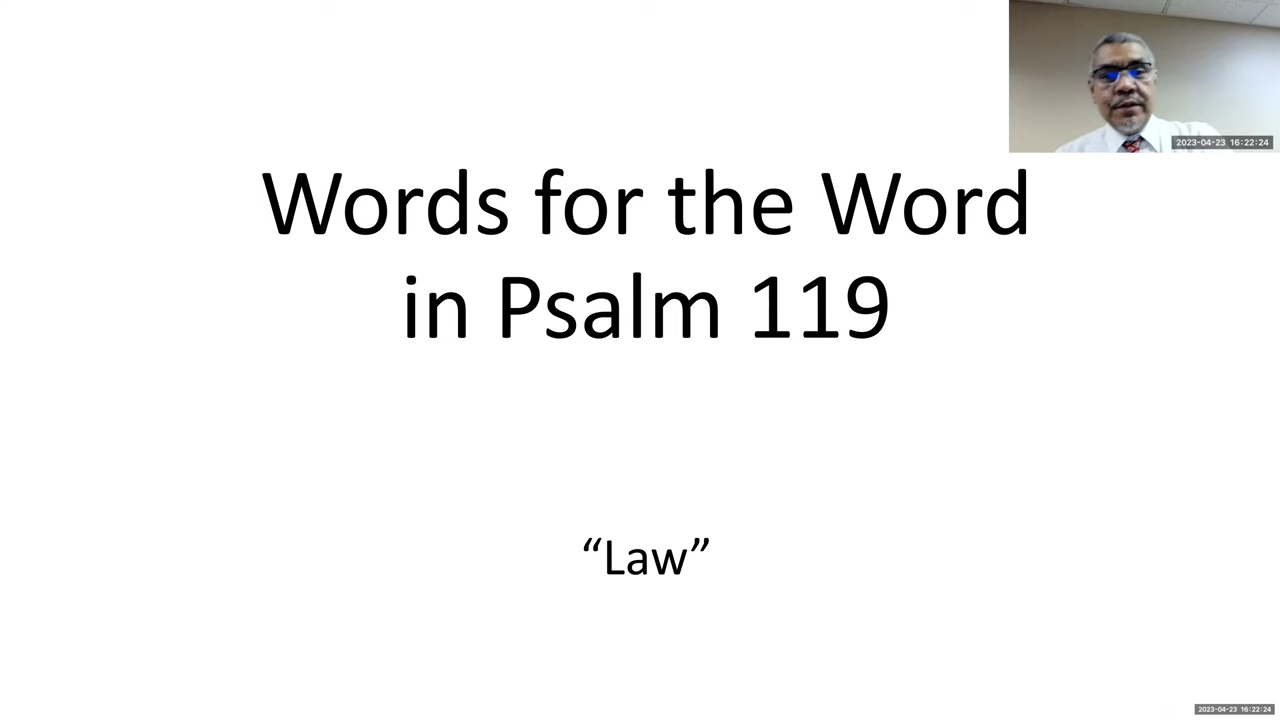 2023-04-23 16:22:24
Words for the Word
in Psalm 119
“Law”
2023-04-23 16:22:24